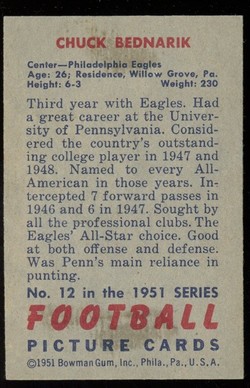 CHUCK BEDNARIK
Center—Philadelphia Eagles
Age: 26; Residence, Willow Grove, Pa.
Height: 6-3 Weight: 230
Third year with Eagles. Had
a great career at the Univer-
sity of Pennsylvania. Consid-
ered the country's outstand-
ing college player in 1947 and
1948. Named to every All-
American in those years. In-
tercepted 7 forward passes in
1946 and 6 in 1947. Sought by
all the professional clubs. The
Eagles' All-Star choice. Good
at both offense and defense.
Was Penn's main reliance in
punting.
No. 12 in the 1951 SERIES
FOOTBALL
PICTURE CARDS
©1951 Bowman Gum, Inc., Phila., Pa., U.S.A.